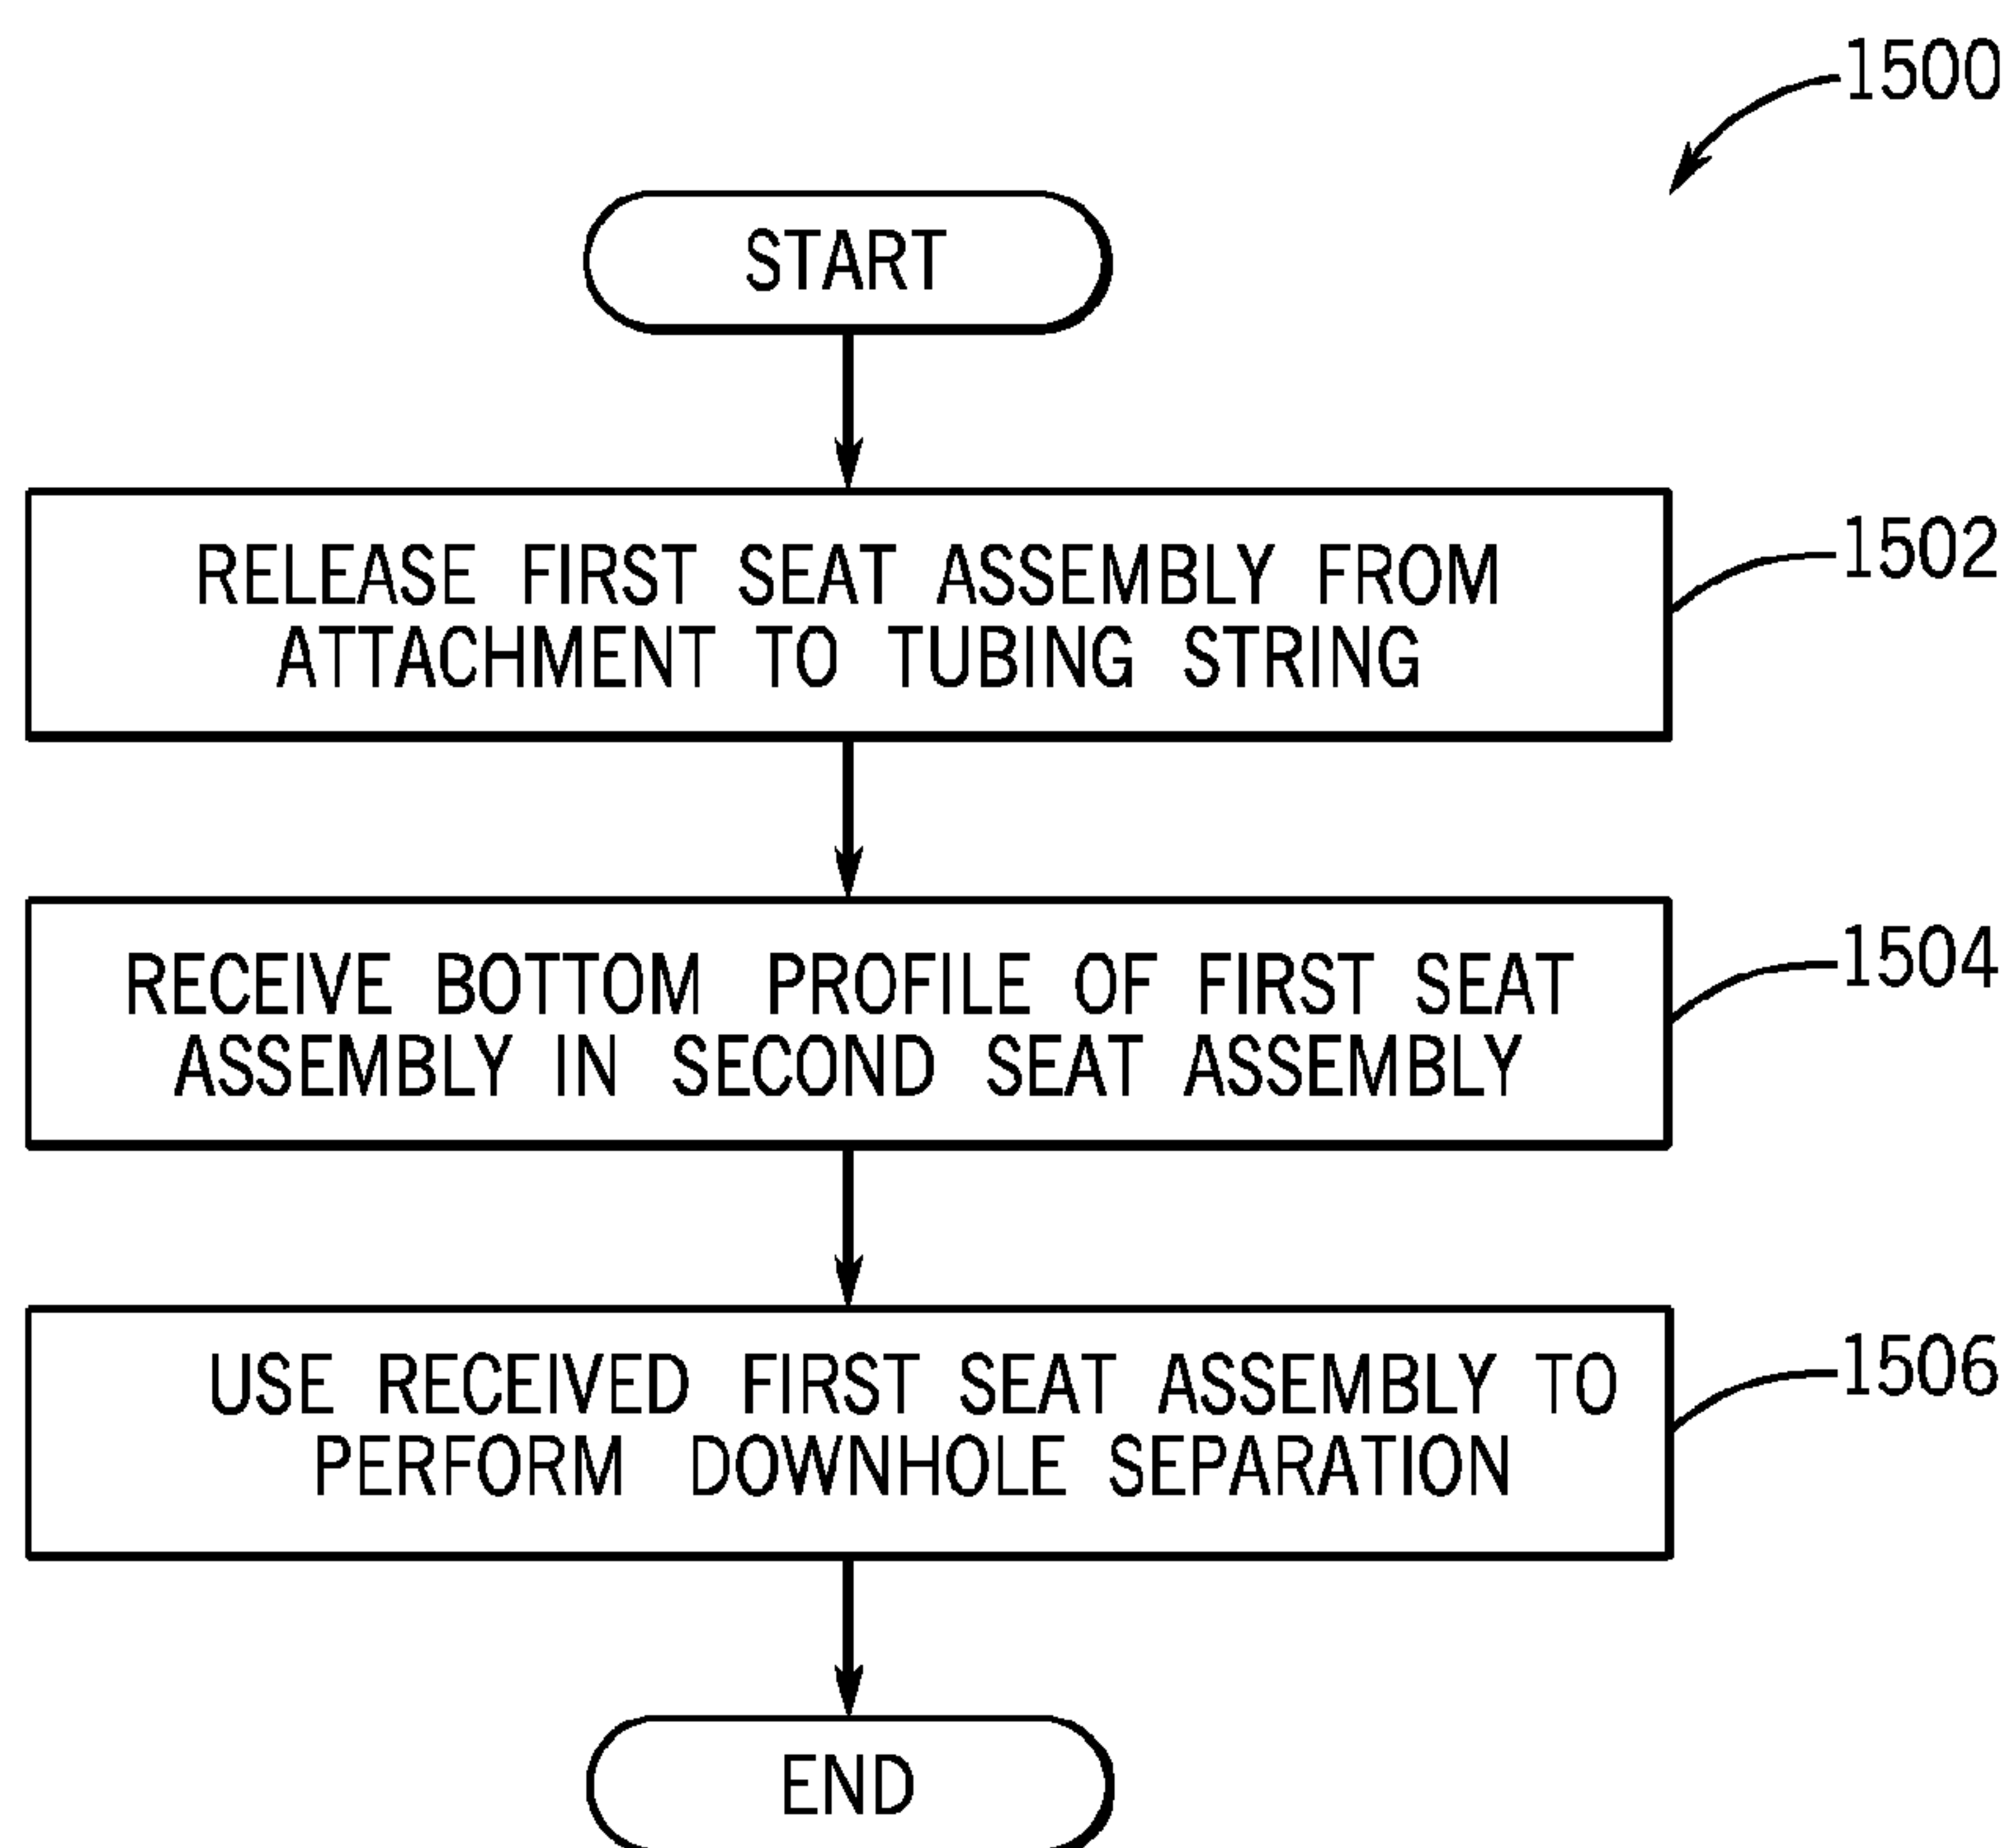 1500
START
RELEASE FIRST SEAT ASSEMBLY FROM
ATTACHMENT TO TUBING STRING
1502
RECEIVE BOTTOM PROFILE OF FIRST SEAT
ASSEMBLY IN SECOND SEAT ASSEMBLY
1504
USE RECEIVED FIRST SEAT ASSEMBLY TO
PERFORM DOWNHOLE SEPARATION
1506
END